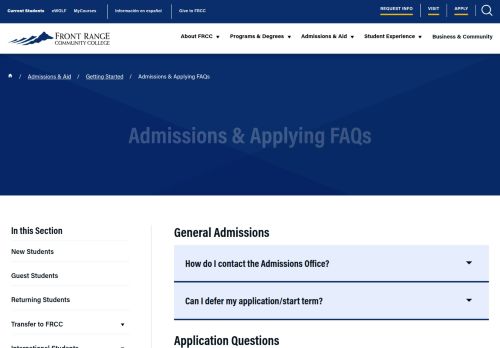 Current Students eWOLF MyCourses Información en español Give to FRCC REQUEST INFO VISIT APPLY
FRONT RANGE
COMMUNITY COLLEGE
About FRCC Programs & Degrees Admissions & Aid Student Experience Business & Community
/ Admissions & Aid / Getting Started / Admissions & Applying FAQs
Admissions & Applying FAQs
In this Section
New Students
Guest Students
Returning Students
Transfer to FRCC
International Students
General Admissions
How do I contact the Admissions Office?
Can I defer my application/start term?
Application Questions